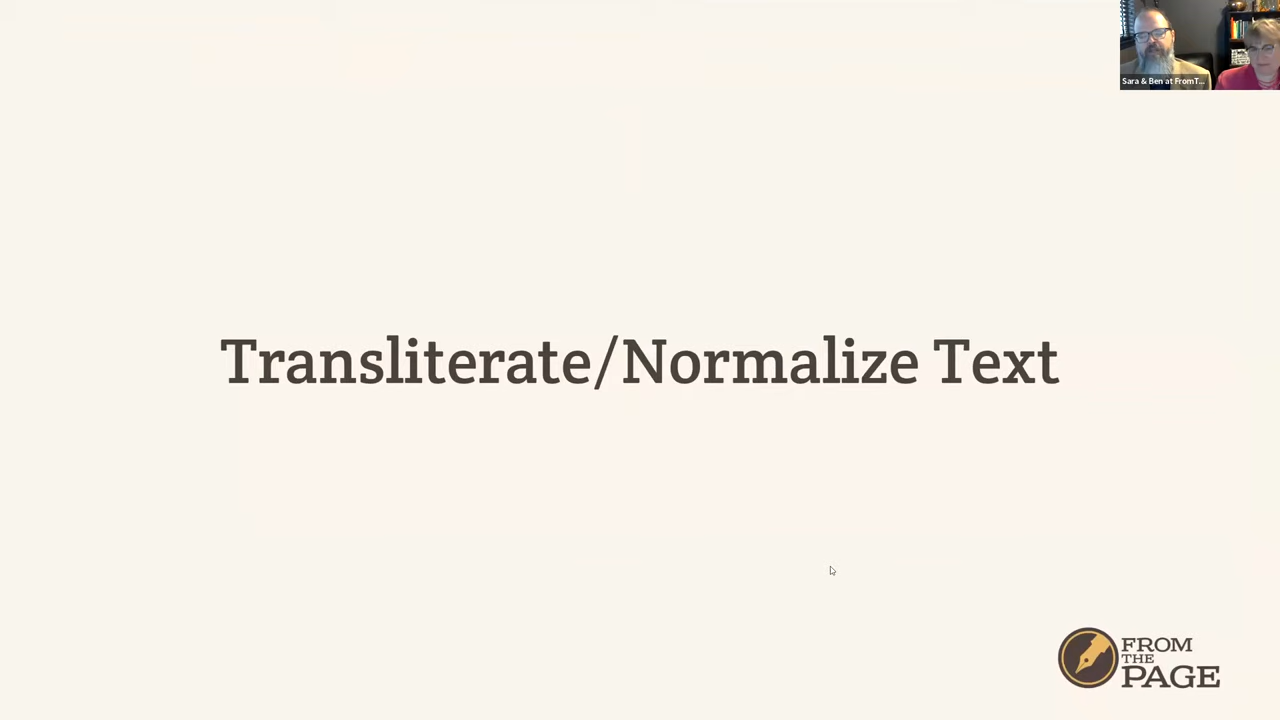 Sara & Ben at FromT...
Transliterate/Normalize Text
FROM
THE
PAGE